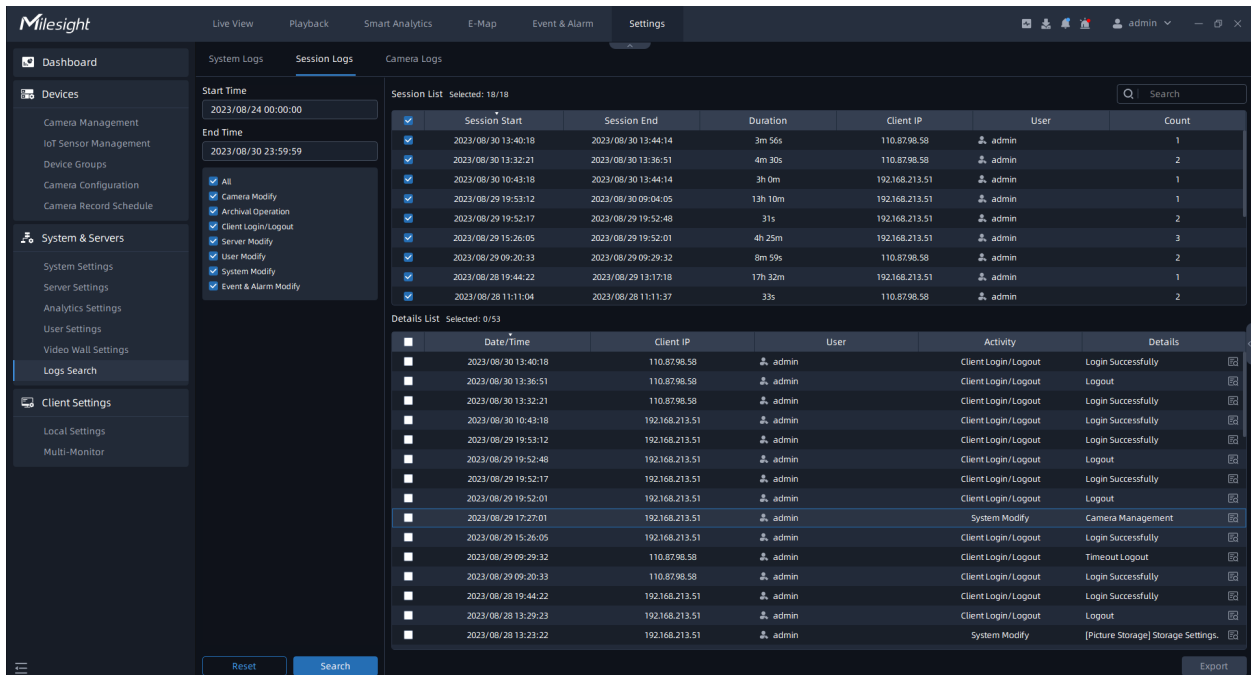 Milesight
Live View Playback Smart Analytics E-Map Event & Alarm Settings admin
Dashboard
Devices
Camera Management
IoT Sensor Management
Device Groups
Camera Configuration
Camera Record Schedule
System & Servers
System Settings
Server Settings
Analytics Settings
User Settings
Video Wall Settings
Logs Search
Client Settings
Local Settings
Multi-Monitor
System Logs Session Logs Camera Logs
Start Time
2023/08/24 00:00:00
End Time
2023/08/30 23:59:59
All
Camera Modify
Archival Operation
Client Login/Logout
Server Modify
User Modify
System Modify
Event & Alarm Modify
Reset Search
Session List Selected: 18/18 Search
Session Start Session End Duration Client IP User Count
2023/08/30 13:40:18 2023/08/30 13:44:14 3m 56s 110.87.98.58 admin 1
2023/08/30 13:32:21 2023/08/30 13:36:51 4m 30s 110.87.98.58 admin 2
2023/08/30 10:43:18 2023/08/30 13:44:14 3h 0m 192.168.213.51 admin 1
2023/08/29 19:53:12 2023/08/30 09:04:05 13h 10m 192.168.213.51 admin 1
2023/08/29 19:52:17 2023/08/29 19:52:48 31s 192.168.213.51 admin 2
2023/08/29 15:26:05 2023/08/29 19:52:01 4h 25m 192.168.213.51 admin 3
2023/08/29 09:20:33 2023/08/29 09:29:32 8m 59s 110.87.98.58 admin 2
2023/08/28 19:44:22 2023/08/29 13:17:18 17h 32m 192.168.213.51 admin 1
2023/08/28 11:11:04 2023/08/28 11:11:37 33s 110.87.98.58 admin 2
Details List Selected: 0/53
Date/Time Client IP User Activity Details
2023/08/30 13:40:18 110.87.98.58 admin Client Login/Logout Login Successfully
2023/08/30 13:36:51 110.87.98.58 admin Client Login/Logout Logout
2023/08/30 13:32:21 110.87.98.58 admin Client Login/Logout Login Successfully
2023/08/30 10:43:18 192.168.213.51 admin Client Login/Logout Login Successfully
2023/08/29 19:53:12 192.168.213.51 admin Client Login/Logout Login Successfully
2023/08/29 19:52:48 192.168.213.51 admin Client Login/Logout Logout
2023/08/29 19:52:17 192.168.213.51 admin Client Login/Logout Login Successfully
2023/08/29 19:52:01 192.168.213.51 admin Client Login/Logout Logout
2023/08/29 17:27:01 192.168.213.51 admin System Modify Camera Management
2023/08/29 15:26:05 192.168.213.51 admin Client Login/Logout Login Successfully
2023/08/29 09:29:32 110.87.98.58 admin Client Login/Logout Timeout Logout
2023/08/29 09:20:33 110.87.98.58 admin Client Login/Logout Login Successfully
2023/08/28 19:44:22 192.168.213.51 admin Client Login/Logout Login Successfully
2023/08/28 13:29:23 192.168.213.51 admin Client Login/Logout Logout
2023/08/28 13:23:22 192.168.213.51 admin System Modify [Picture Storage] Storage Settings.
Export